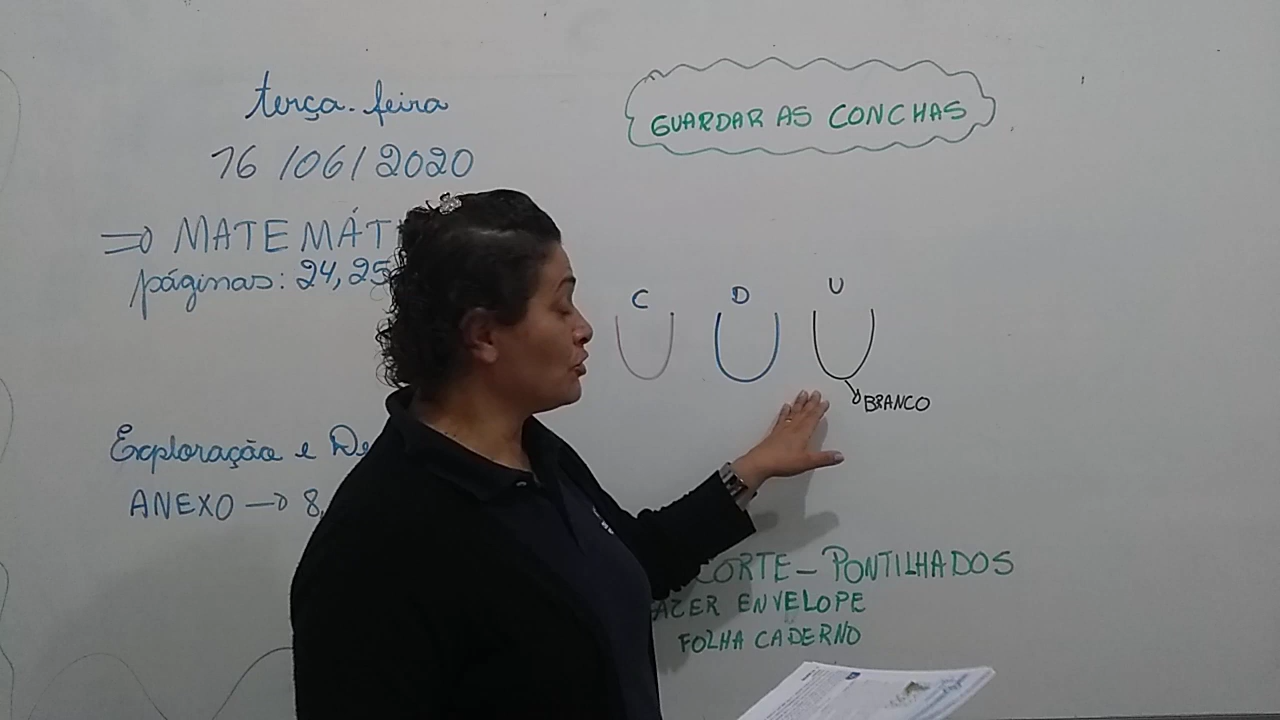 terça-feira
16/06/2020
GUARDAR AS CONCHAS
=> MATEMÁT
páginas: 24, 25
C D U
BRANCO
Exploração e De
ANEXO -> 8,
CORTE - PONTILHADOS
AZER ENVELOPE
FOLHA CADERNO